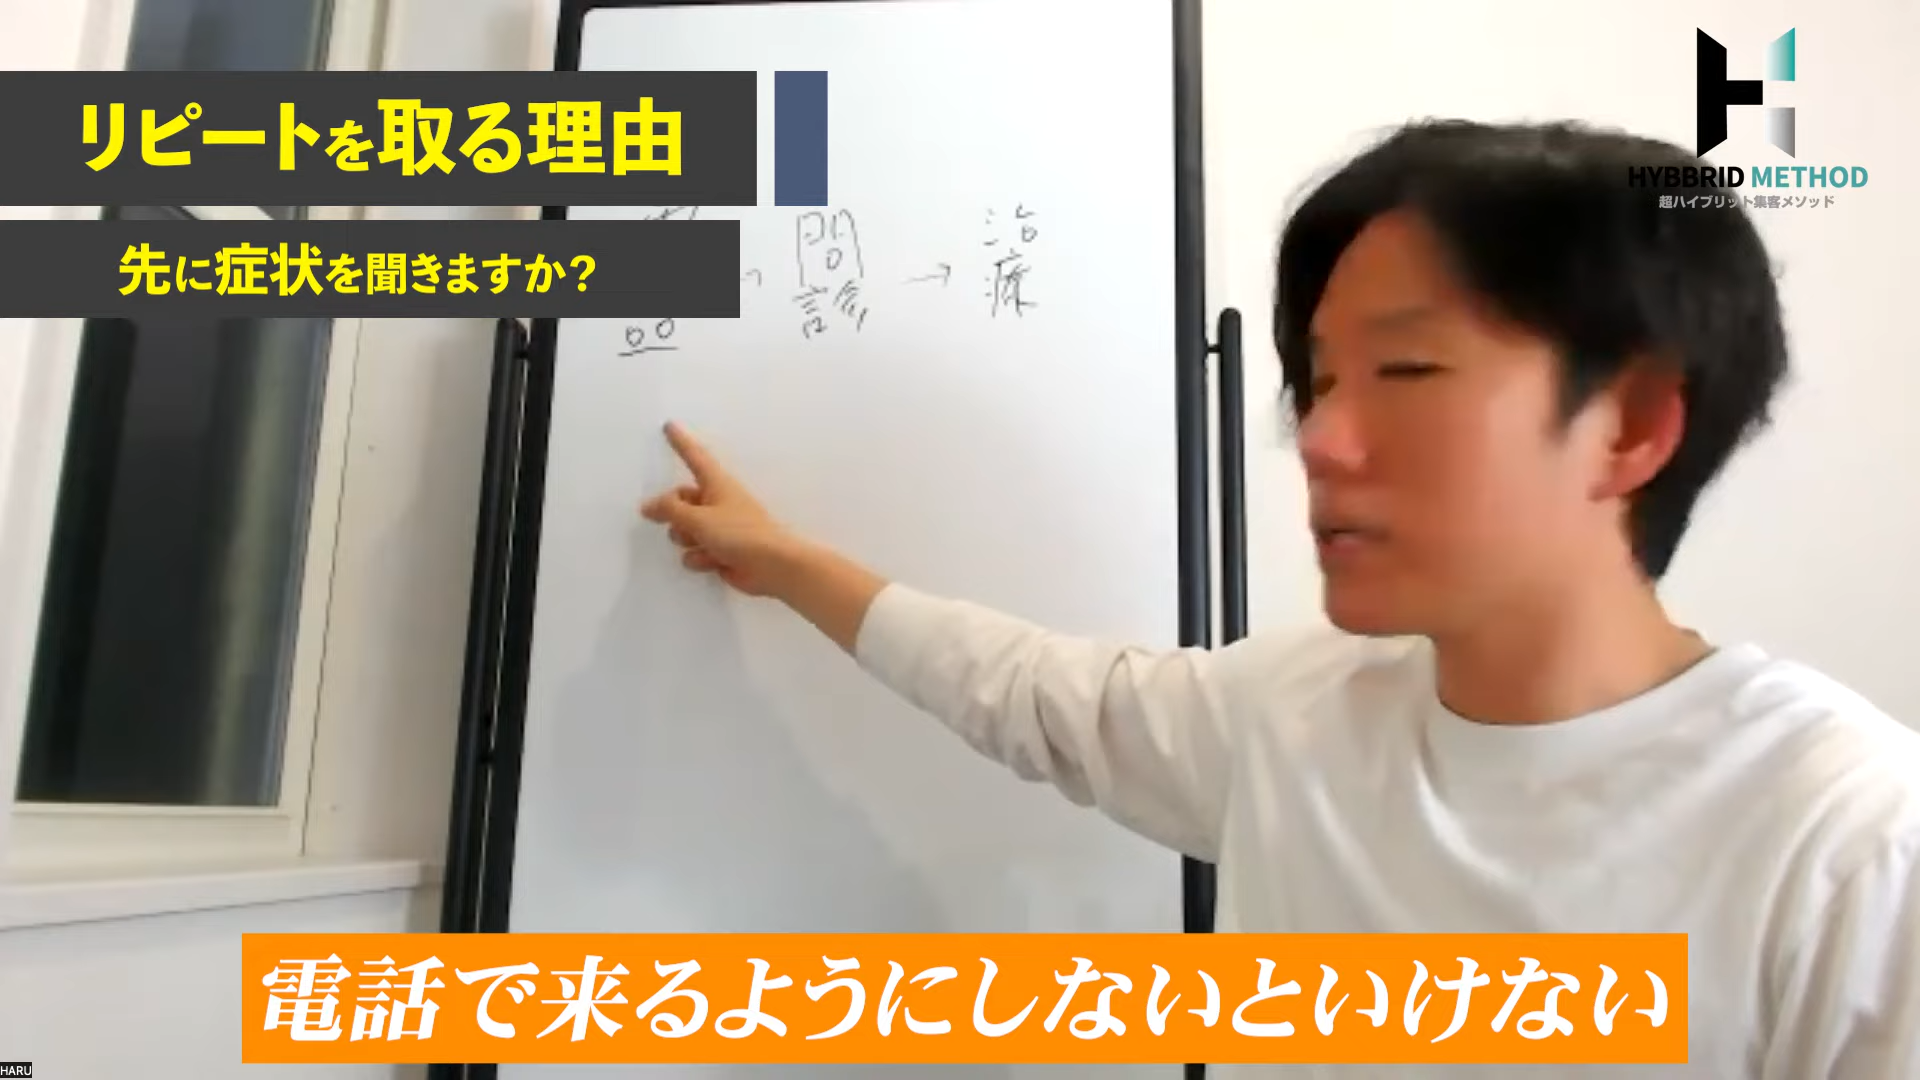 リピートを取る理由
先に症状を聞きますか?
HYBBRID METHOD
超ハイブリット集客メソッド
問診
→
治療
電話で来るようにしないといけない
HARU